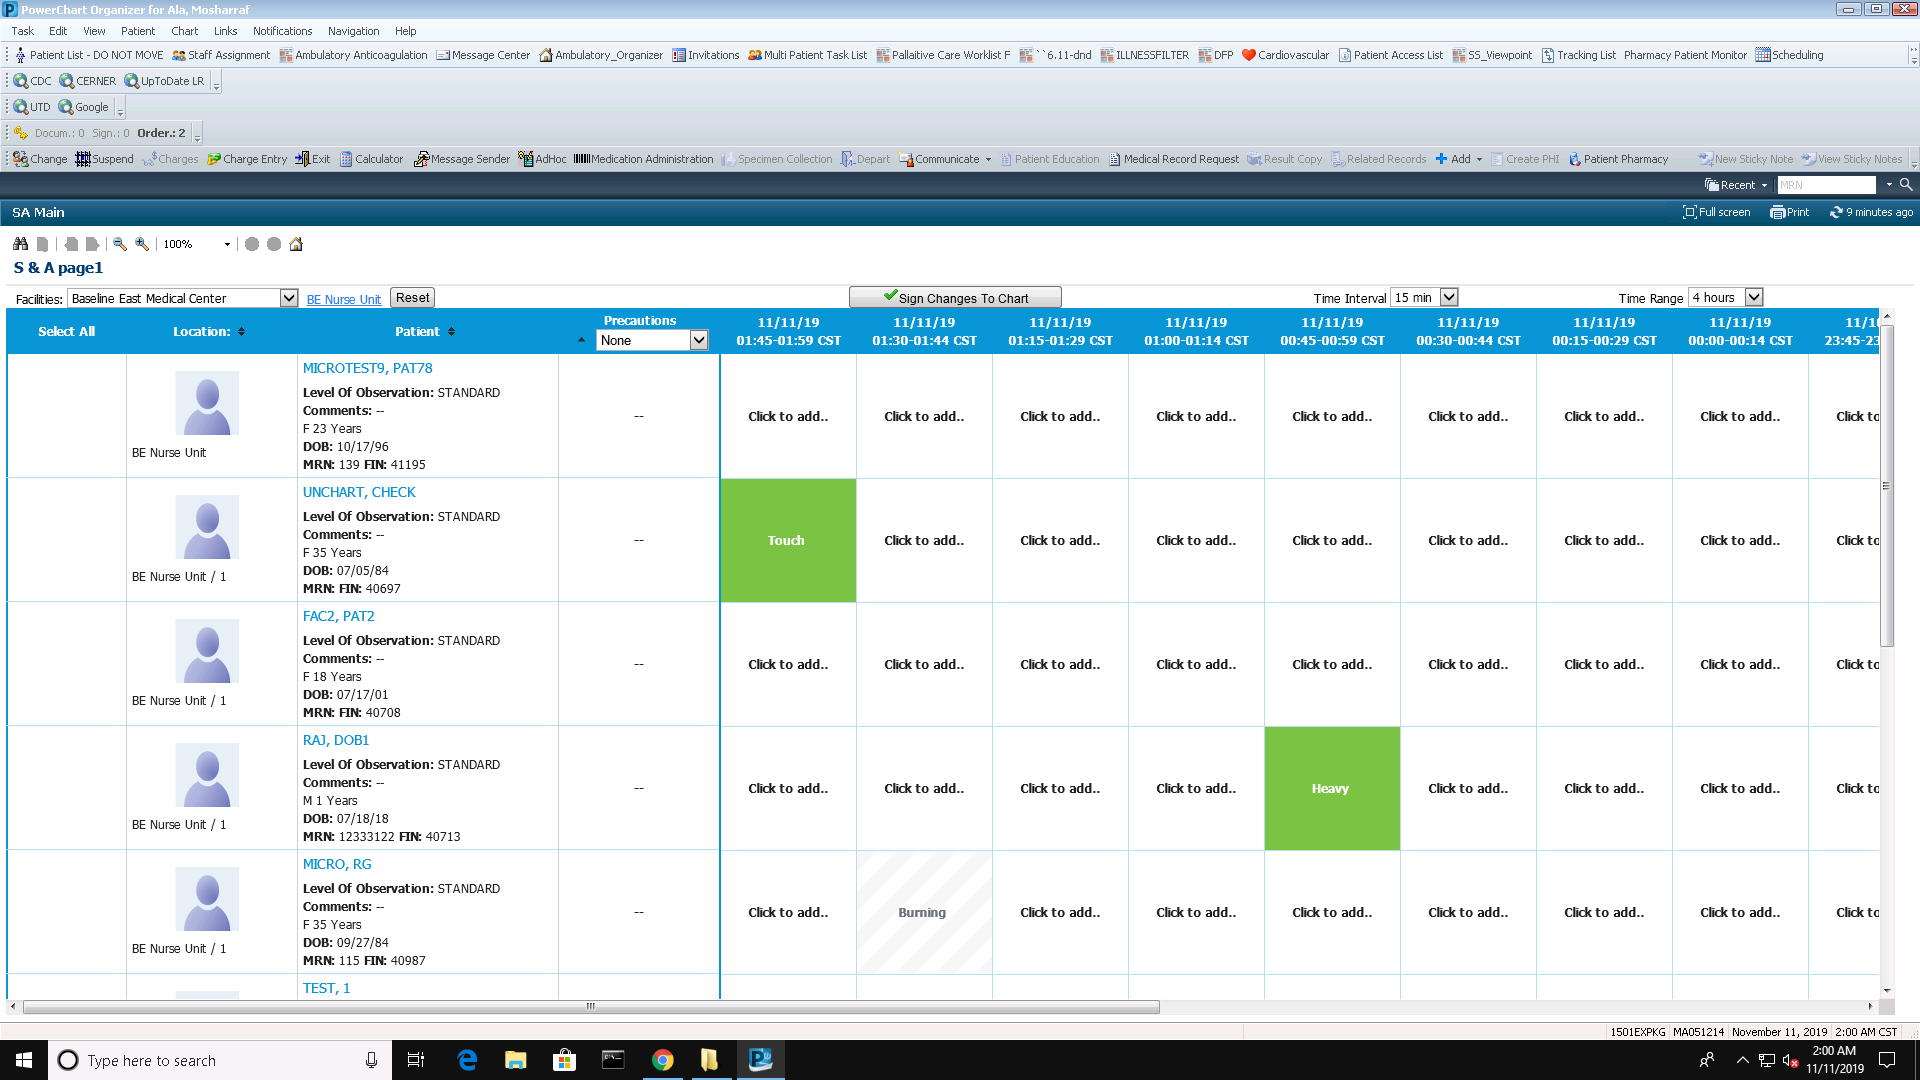 PowerChart Organizer for Ala, Mosharraf
Task Edit View Patient Chart Links Notifications Navigation Help
Patient List - DO NOT MOVE Staff Assignment Ambulatory Anticoagulation Message Center Ambulatory_Organizer Invitations Multi Patient Task List Pallaitive Care Worklist F ``6.11-dnd ILLNESSFILTER DFP Cardiovascular Patient Access List SS_Viewpoint Tracking List Pharmacy Patient Monitor Scheduling
CDC CERNER UpToDate LR
UTD Google
Docum.: 0 Sign.: 0 Order.: 2
Change Suspend Charges Charge Entry Exit Calculator Message Sender AdHoc Medication Administration Specimen Collection Depart Communicate Patient Education Medical Record Request Result Copy Related Records Add Create PHI Patient Pharmacy New Sticky Note View Sticky Notes
Recent MRN
SA Main Full screen Print 9 minutes ago
100%
S & A page1
Facilities: Baseline East Medical Center BE Nurse Unit Reset Sign Changes To Chart Time Interval 15 min Time Range 4 hours
Select All Location: Patient Precautions None
11/11/19 11/11/19 11/11/19 11/11/19 11/11/19 11/11/19 11/11/19 11/11/19 11/1
01:45-01:59 CST 01:30-01:44 CST 01:15-01:29 CST 01:00-01:14 CST 00:45-00:59 CST 00:30-00:44 CST 00:15-00:29 CST 00:00-00:14 CST 23:45-23
MICROTEST9, PAT78
Level Of Observation: STANDARD
Comments: --
F 23 Years
DOB: 10/17/96
MRN: 139 FIN: 41195
BE Nurse Unit
-- Click to add.. Click to add.. Click to add.. Click to add.. Click to add.. Click to add.. Click to add.. Click to add.. Click to
UNCHART, CHECK
Level Of Observation: STANDARD
Comments: --
F 35 Years
DOB: 07/05/84
MRN: FIN: 40697
BE Nurse Unit / 1
-- Touch Click to add.. Click to add.. Click to add.. Click to add.. Click to add.. Click to add.. Click to add.. Click to
FAC2, PAT2
Level Of Observation: STANDARD
Comments: --
F 18 Years
DOB: 07/17/01
MRN: FIN: 40708
BE Nurse Unit / 1
-- Click to add.. Click to add.. Click to add.. Click to add.. Click to add.. Click to add.. Click to add.. Click to add.. Click to
RAJ, DOB1
Level Of Observation: STANDARD
Comments: --
M 1 Years
DOB: 07/18/18
MRN: 12333122 FIN: 40713
BE Nurse Unit / 1
-- Click to add.. Click to add.. Click to add.. Click to add.. Heavy Click to add.. Click to add.. Click to add.. Click to
MICRO, RG
Level Of Observation: STANDARD
Comments: --
F 35 Years
DOB: 09/27/84
MRN: 115 FIN: 40987
BE Nurse Unit / 1
-- Click to add.. Burning Click to add.. Click to add.. Click to add.. Click to add.. Click to add.. Click to add.. Click to
TEST, 1
1501EXPKG MA051214 November 11, 2019 2:00 AM CST
Type here to search
2:00 AM
11/11/2019